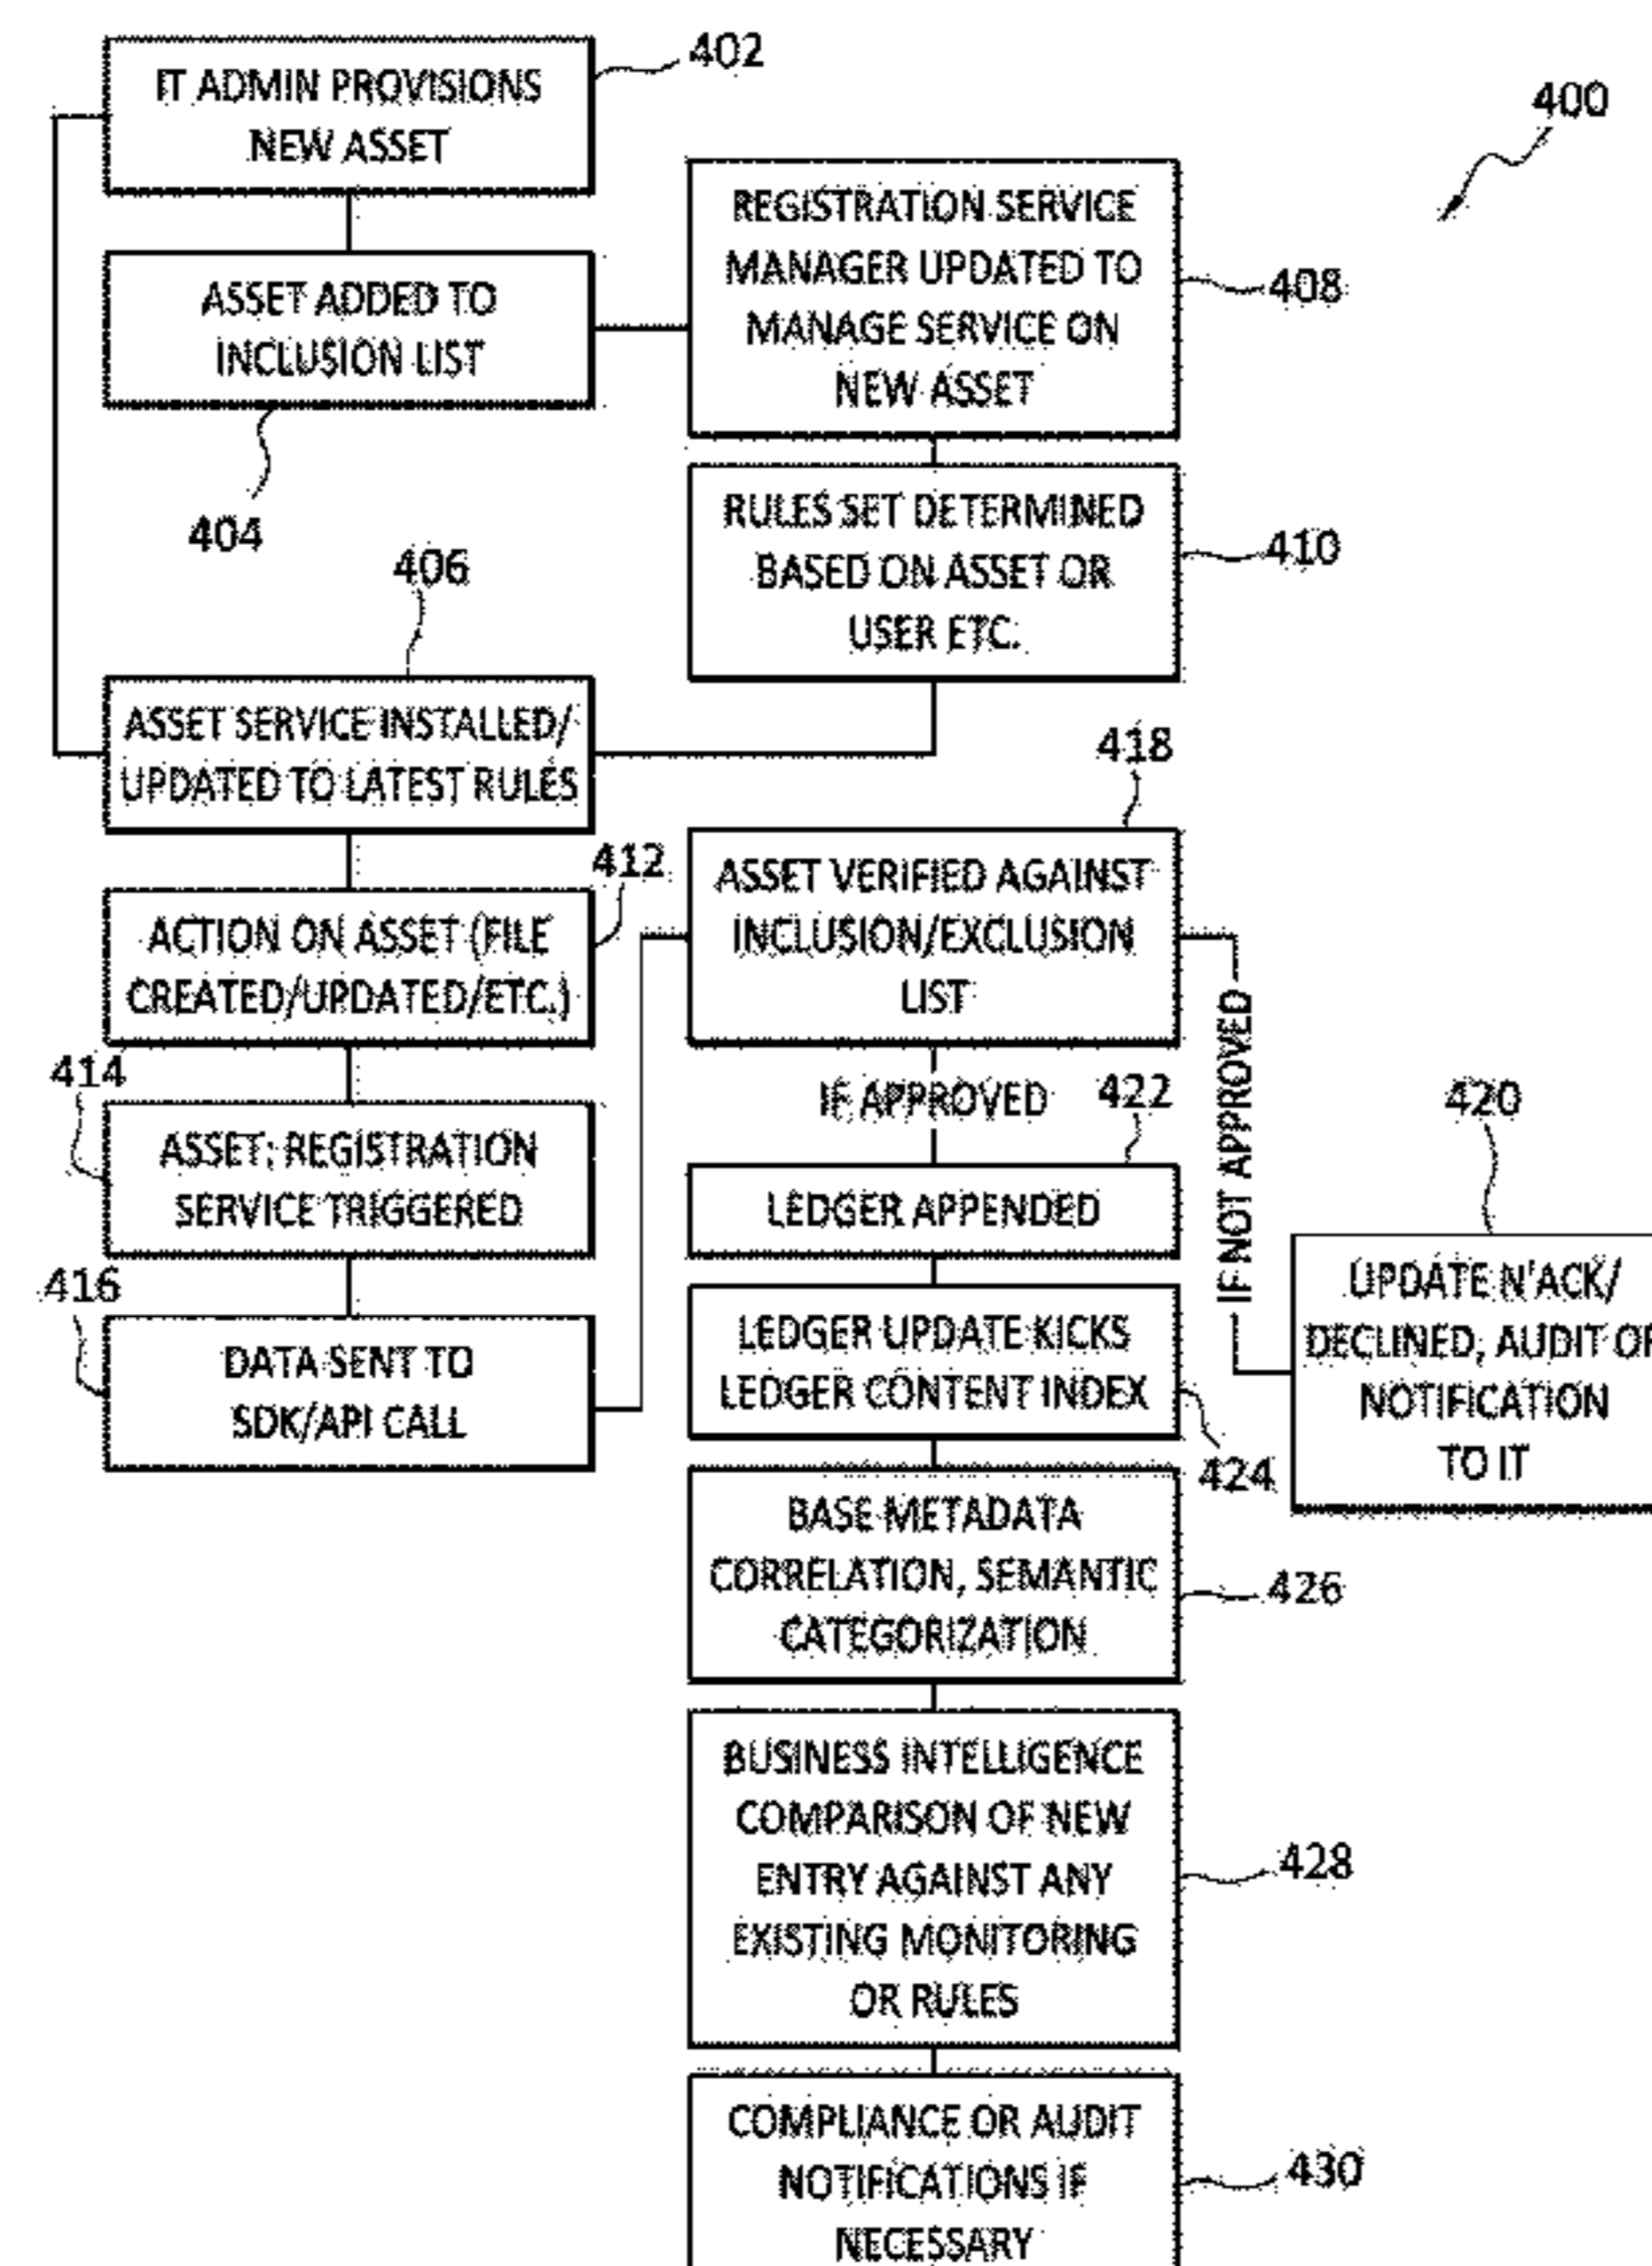 402
IT ADMIN PROVISIONS
NEW ASSET
400
REGISTRATION SERVICE
MANAGER UPDATED TO
MANAGE SERVICE ON
NEW ASSET
408
ASSET ADDED TO
INCLUSION LIST
404
RULES SET DETERMINED
BASED ON ASSET OR
USER ETC.
410
406
ASSET SERVICE INSTALLED/
UPDATED TO LATEST RULES
418
412
ASSET VERIFIED AGAINST
INCLUSION/EXCLUSION
LIST
ACTION ON ASSET (FILE
CREATED/UPDATED/ETC.)
IF NOT APPROVED
414
IF APPROVED
422
420
ASSET; REGISTRATION
SERVICE TRIGGERED
LEDGER APPENDED
416
DATA SENT TO
SDK/API CALL
LEDGER UPDATE KICKS
LEDGER CONTENT INDEX
424
UPDATE N'ACK/
DECLINED, AUDIT OR
NOTIFICATION
TO IT
BASE METADATA
CORRELATION, SEMANTIC
CATEGORIZATION
426
BUSINESS INTELLIGENCE
COMPARISON OF NEW
ENTRY AGAINST ANY
EXISTING MONITORING
OR RULES
428
COMPLIANCE OR AUDIT
NOTIFICATIONS IF
NECESSARY
430